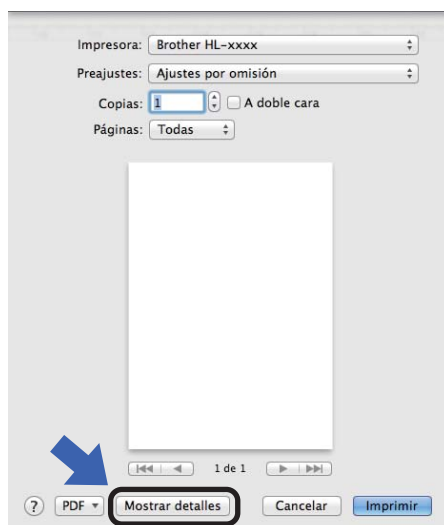 Impresora: Brother HL-xxxx
Preajustes: Ajustes por omisión
Copias: 1 A doble cara
Páginas: Todas
1 de 1
? PDF Mostrar detalles Cancelar Imprimir